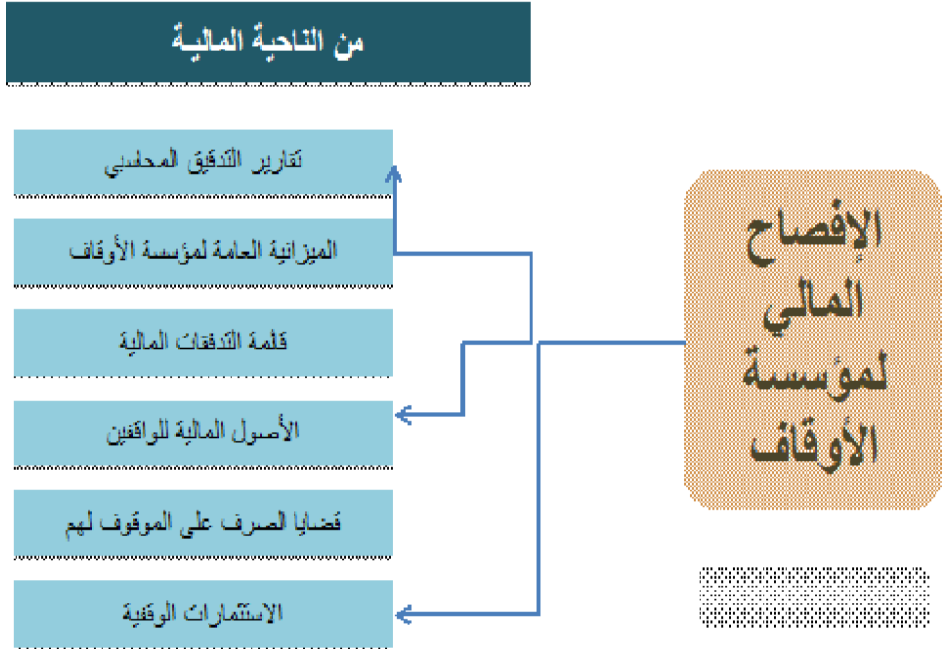 من الناحية المالية
الإفصاح
المالي
لمؤسسة
الأوقاف
تقارير التدقيق المحاسبي
الميزانية العامة لمؤسسة الأوقاف
قائمة التدفقات المالية
الأصول المالية للواقفين
قضايا الصرف على الموقوف لهم
الاستثمارات الوقفية